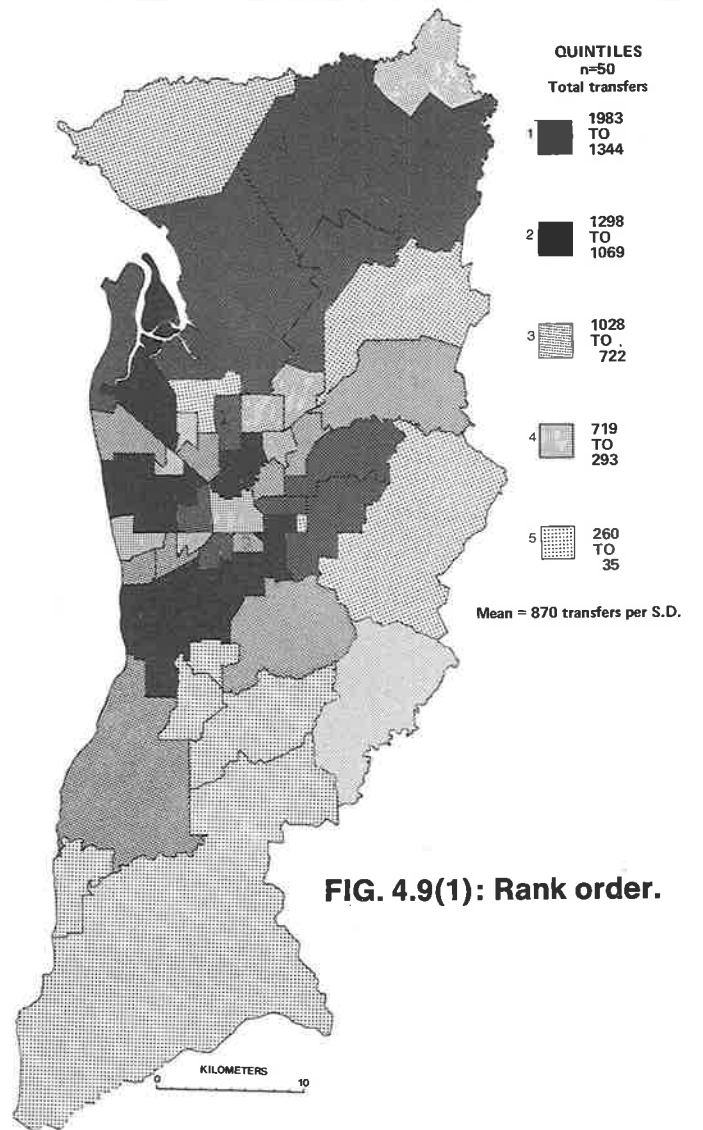 QUINTILES
n=50
Total transfers
1
1983
TO
1344
2
1298
TO
1069
3
1028
TO .
722
4
719
TO
293
5
260
TO
35
Mean = 870 transfers per S.D.
FIG. 4.9(1): Rank order.
KILOMETERS
0 10